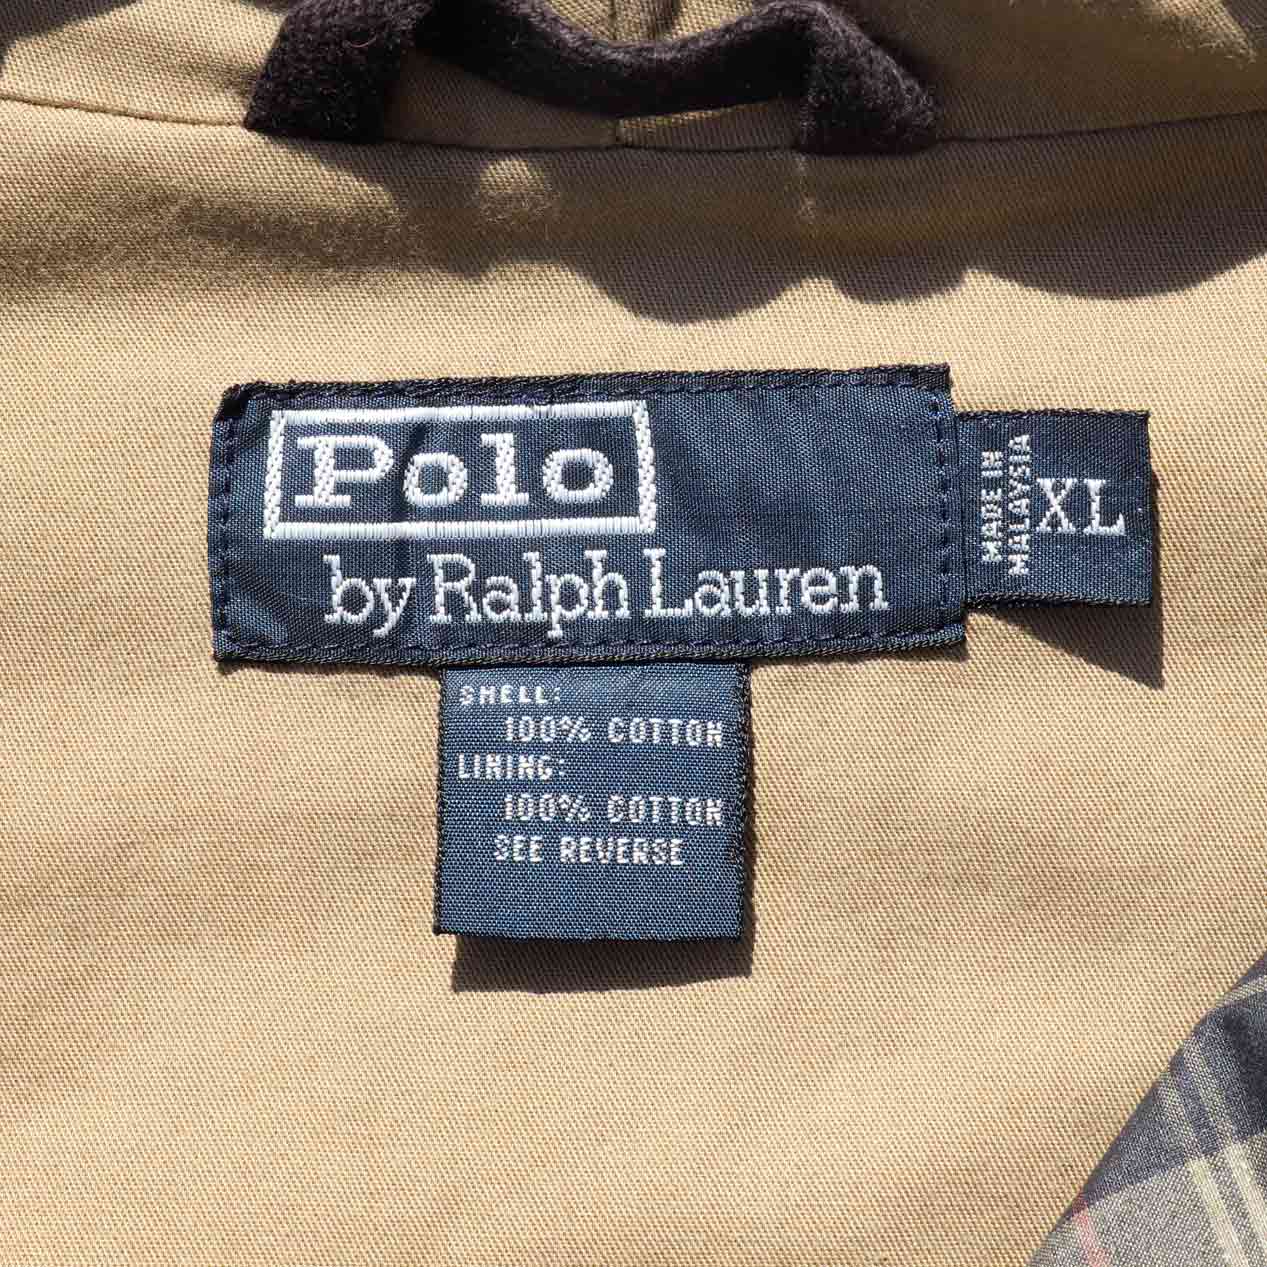 Polo
by Ralph Lauren
MADE IN
MALAYSIA
XL
SHELL:
100% COTTON
LINING:
100% COTTON
SEE REVERSE